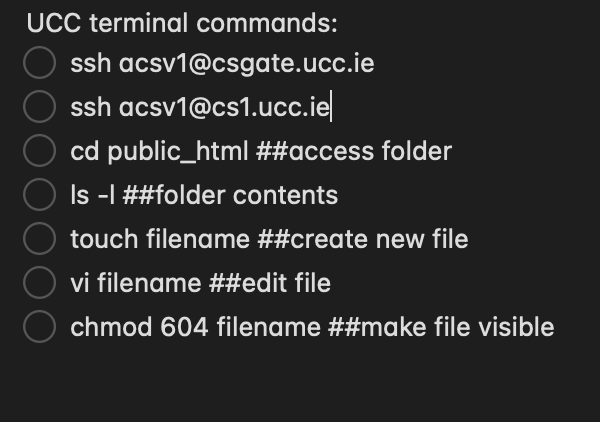 UCC terminal commands:
ssh acsv1@csgate.ucc.ie
ssh acsv1@cs1.ucc.ie
cd public_html ##access folder
ls -l ##folder contents
touch filename ##create new file
vi filename ##edit file
chmod 604 filename ##make file visible